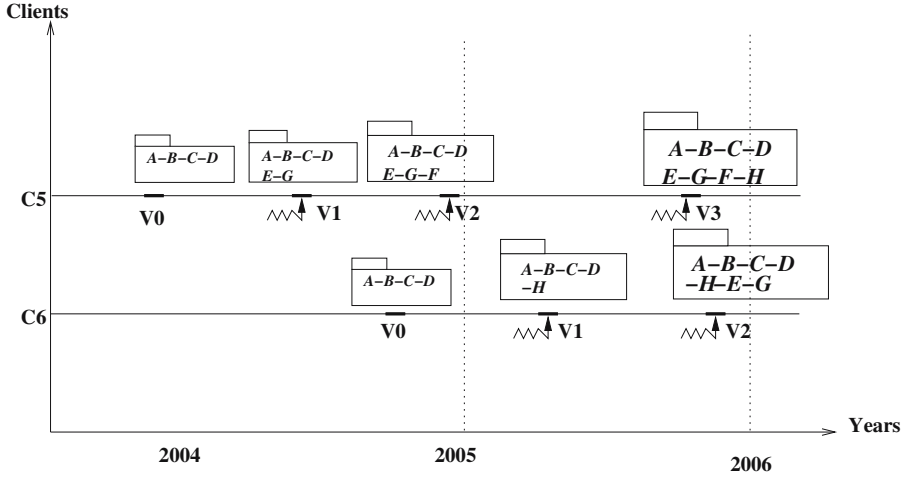 Clients
A–B–C–D
A–B–C–D
E–G
A–B–C–D
E–G–F
A–B–C–D
E–G–F–H
C5
V0
V1
V2
V3
A–B–C–D
A–B–C–D
–H
A–B–C–D
–H–E–G
C6
V0
V1
V2
Years
2004
2005
2006